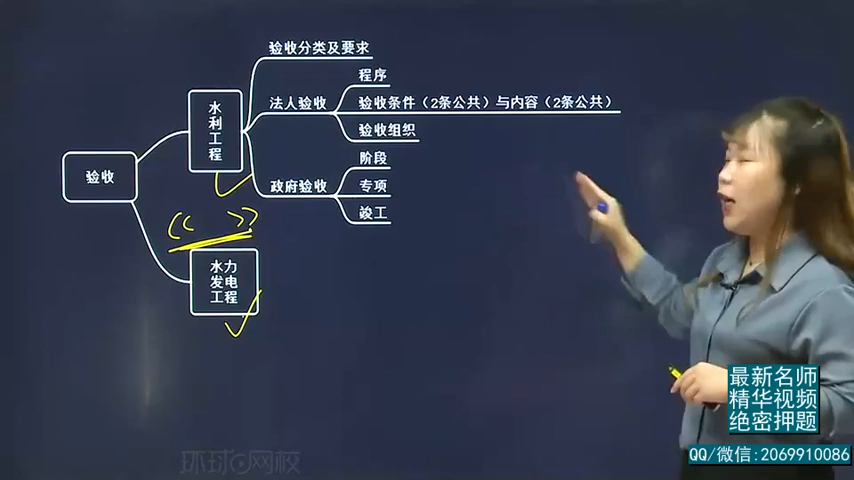 验收
水利工程
验收分类及要求
法人验收
程序
验收条件（2条公共）与内容（2条公共）
验收组织
政府验收
阶段
专项
竣工
《 》
水力
发电
工程
环球网校
最新名师
精华视频
绝密押题
QQ/微信:2069910086